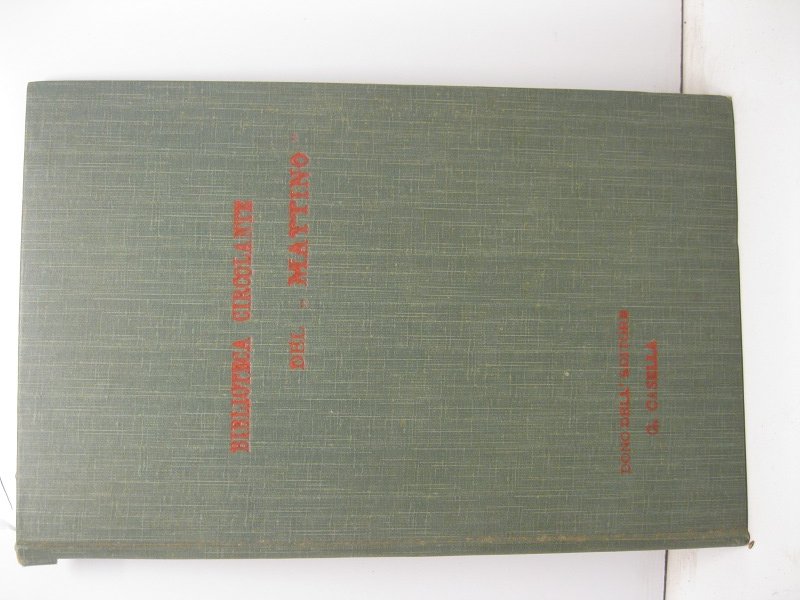 BIBLIOTECA CIRCOLANTE
DEL „ MATTINO "
DONO DELL' EDITORE
G. CASELLA